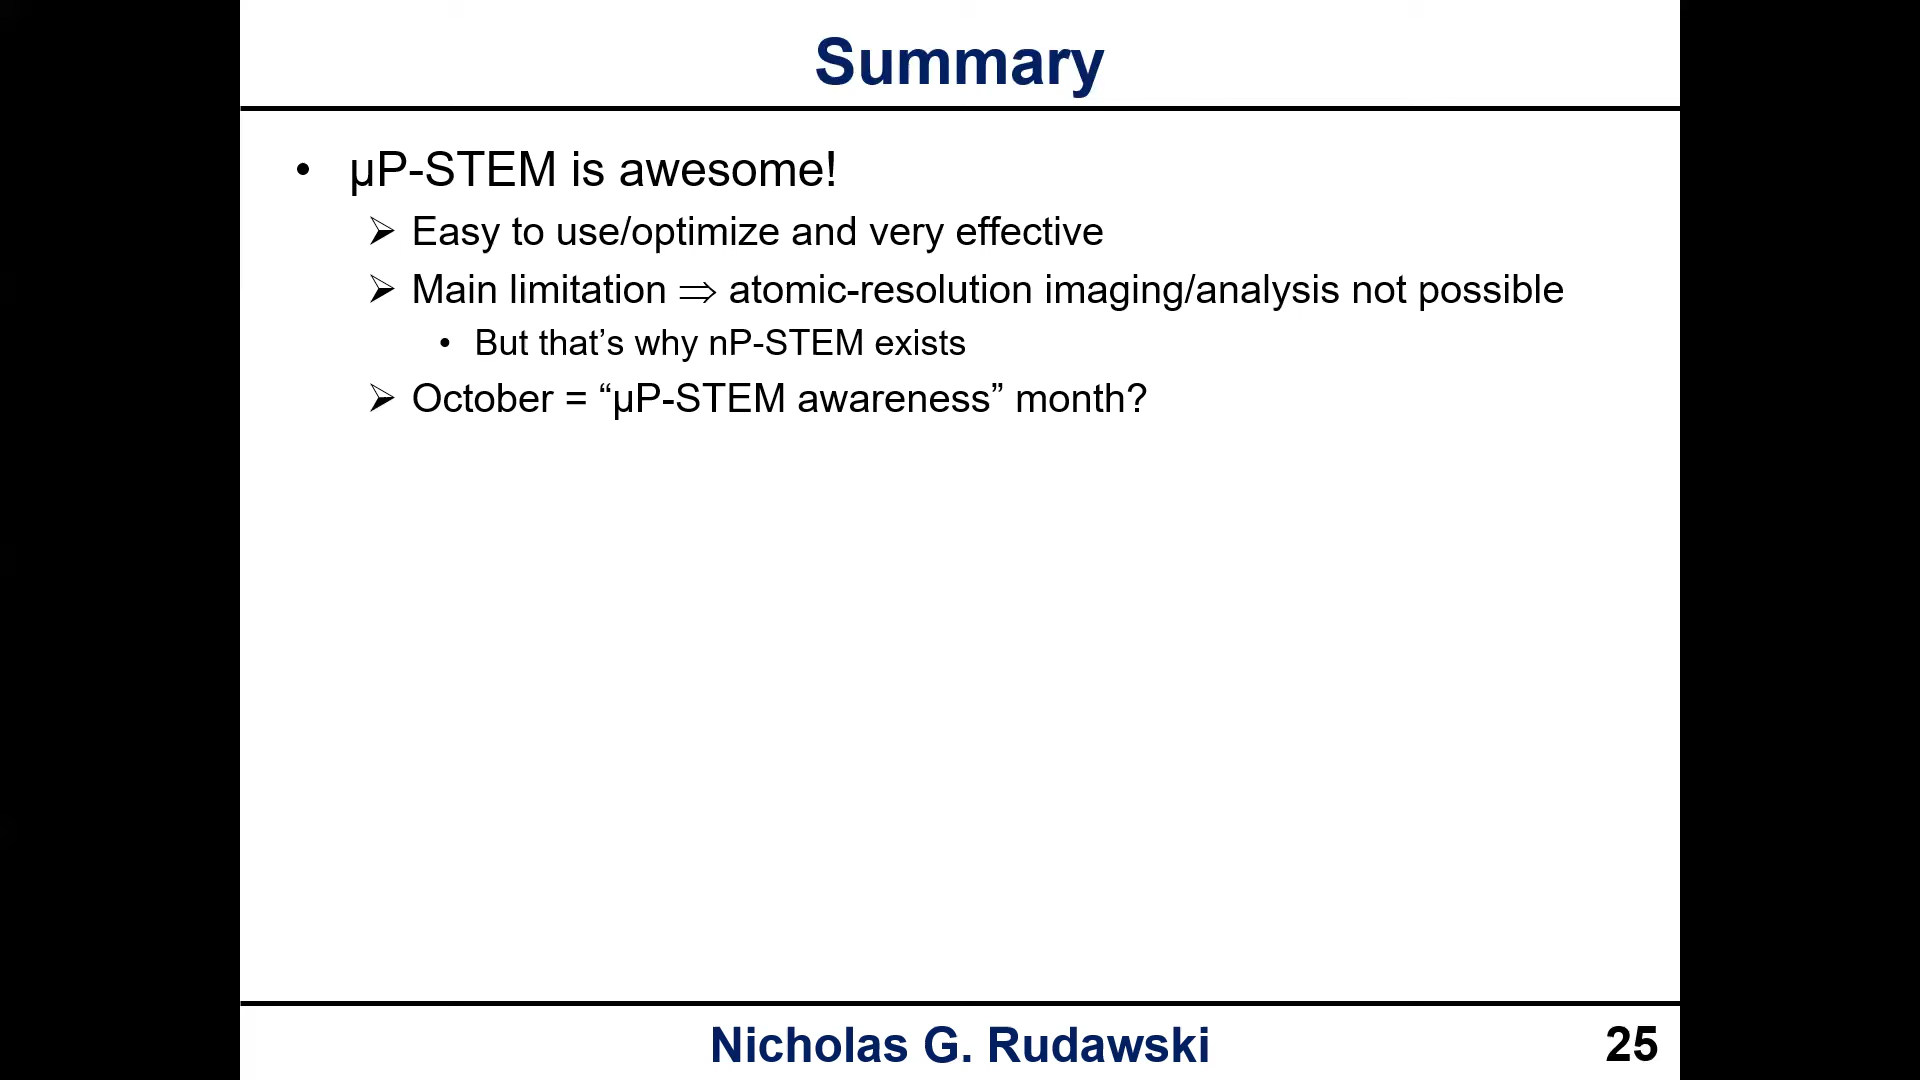 Summary
• µP-STEM is awesome!
➢ Easy to use/optimize and very effective
➢ Main limitation ⇒ atomic-resolution imaging/analysis not possible
• But that’s why nP-STEM exists
➢ October = “µP-STEM awareness” month?
Nicholas G. Rudawski
25